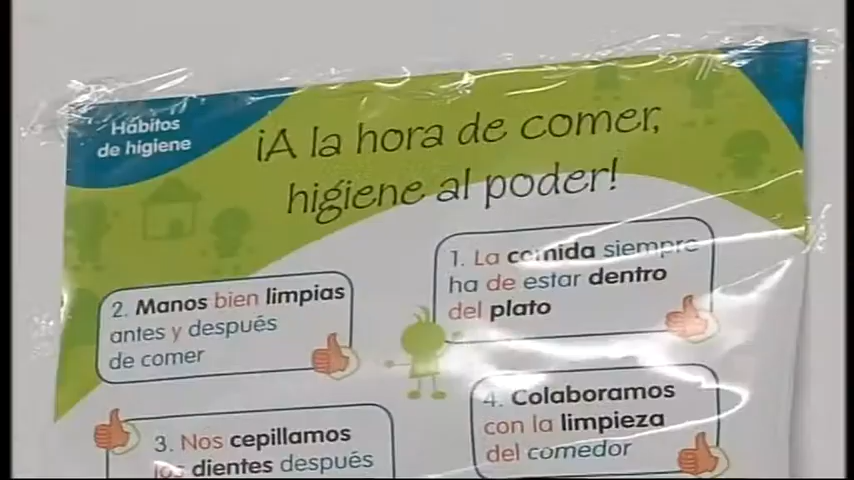 Hábitos
de higiene
¡A la hora de comer,
higiene al poder!
1. La comida siempre
ha de estar dentro
del plato
2. Manos bien limpias
antes y después
de comer
3. Nos cepillamos
los dientes después
4. Colaboramos
con la limpieza
del comedor